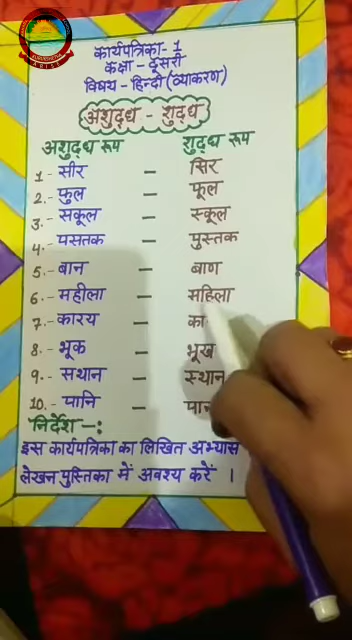 कार्यपत्रिका- 1
कक्षा - दूसरी
विषय - हिन्दी (व्याकरण)
अशुद्ध - शुद्ध
अशुद्ध रूप शुद्ध रूप
1.- सीर - सिर
2.- फुल - फूल
3.- सकूल - स्कूल
4.- पसतक - पुस्तक
5.- बान - बाण
6.- महीला - महिला
7.- कारय -
8.- भूक - भूख
9.- सथान - स्थान
10.- पानि -
निर्देश -:
इस कार्यपत्रिका का लिखित अभ्यास
लेखन पुस्तिका में अवश्य करें ।